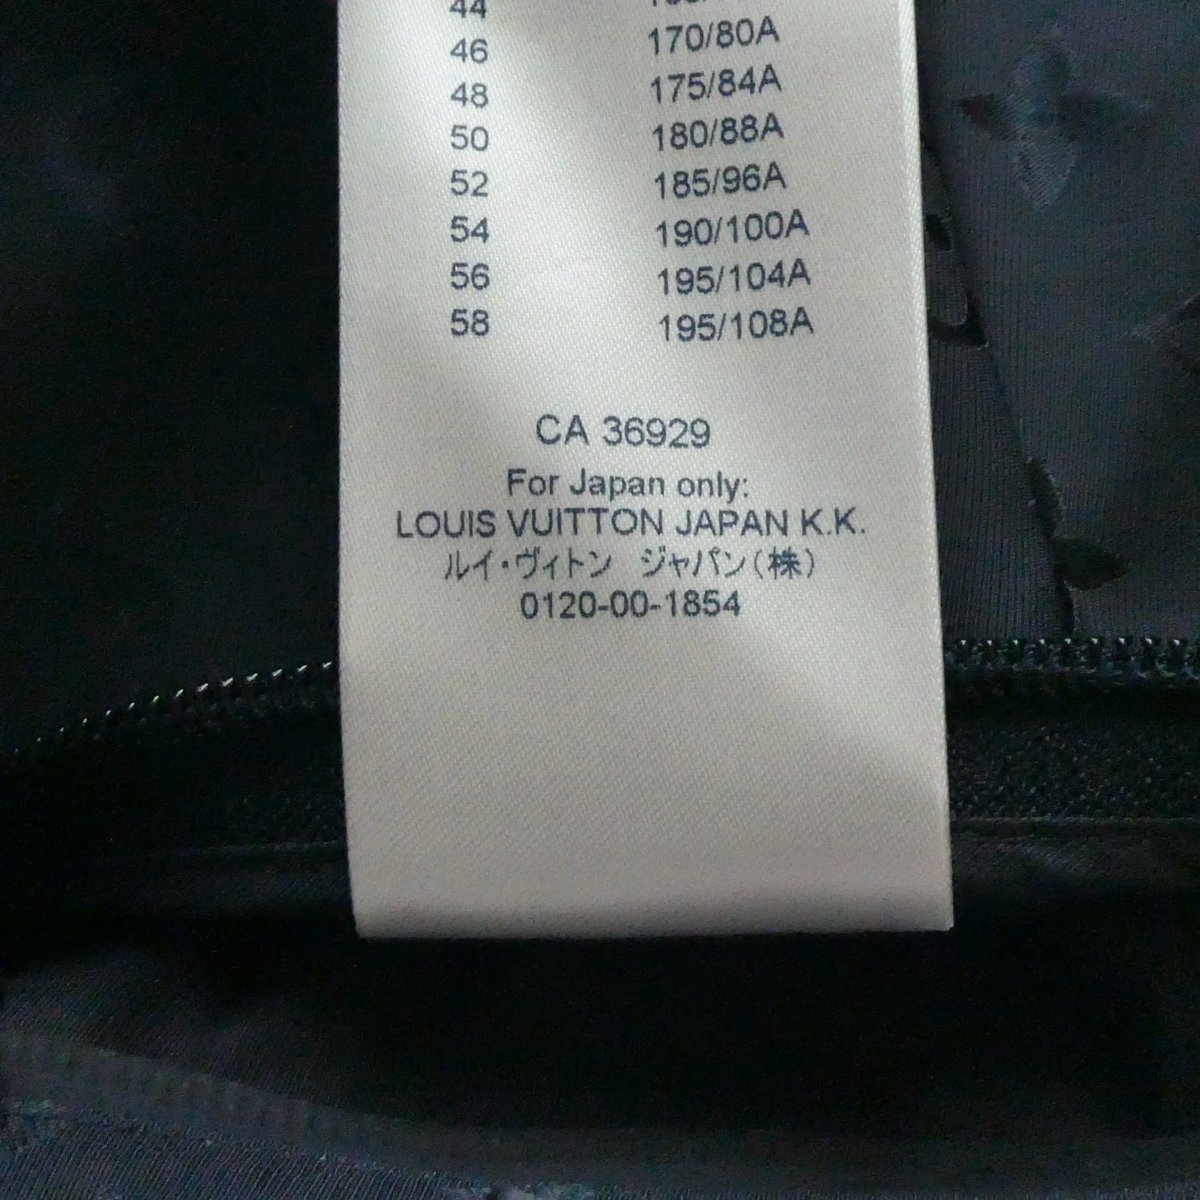 44
46 170/80A
48 175/84A
50 180/88A
52 185/96A
54 190/100A
56 195/104A
58 195/108A
CA 36929
For Japan only:
LOUIS VUITTON JAPAN K.K.
ルイ・ヴィトン ジャパン(株)
0120-00-1854